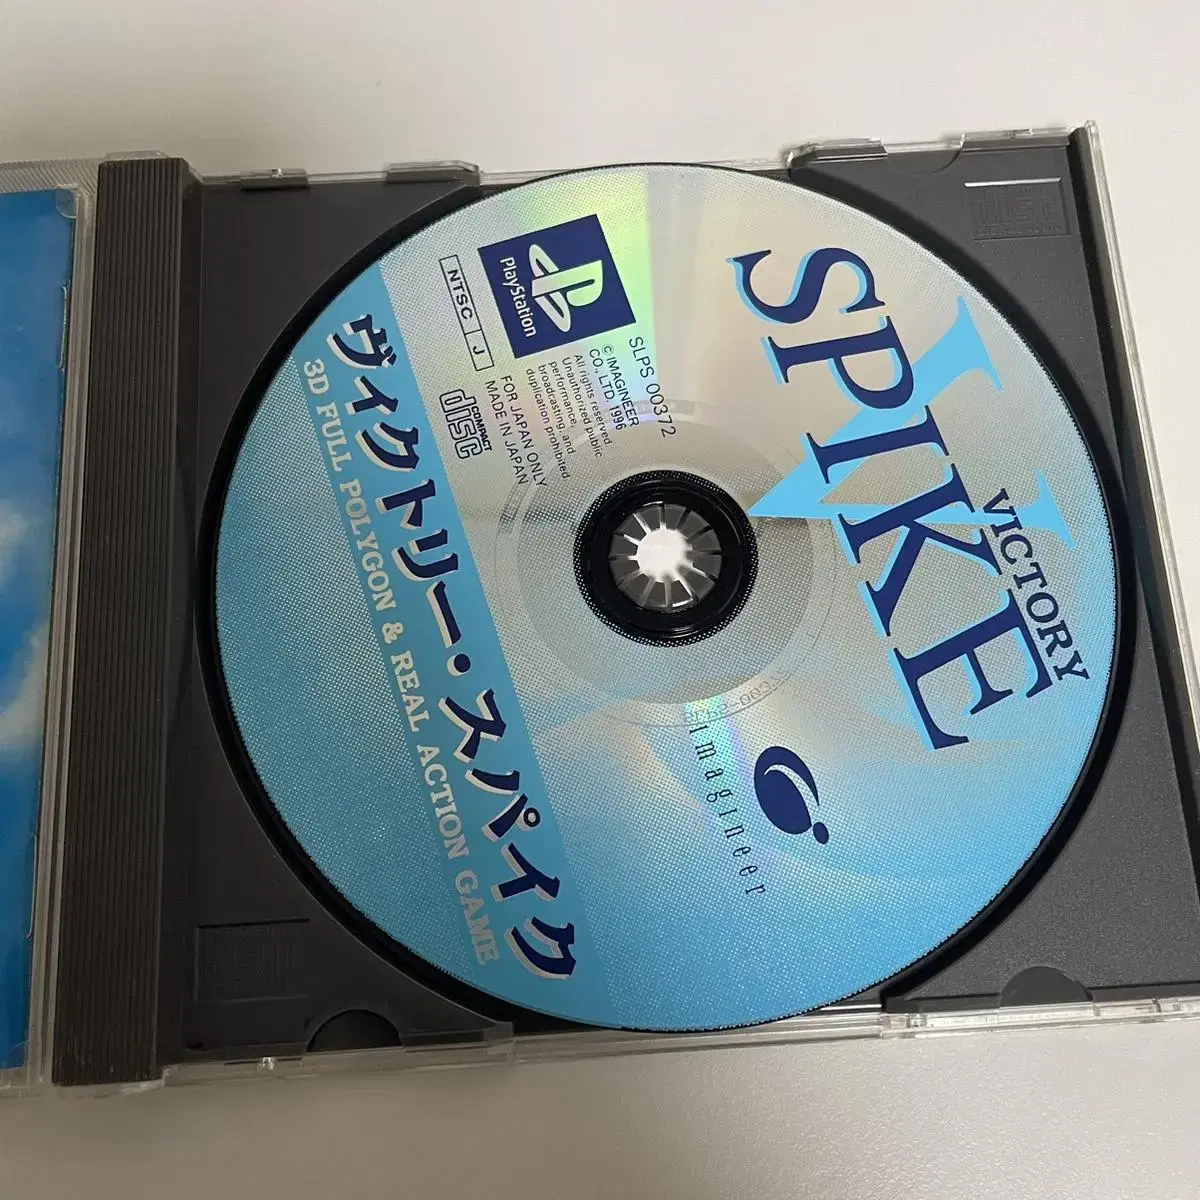 VICTORY
SPIKE
V
imagineer
PlayStation
NTSC J
COMPACT
disc
SLPS 00372
© IMAGINEER
CO., LTD 1996
All rights reserved.
Unauthorized public
performance,
broadcasting, and
duplication prohibited
FOR JAPAN ONLY
MADE IN JAPAN
ヴィクトリー・スパイク
3D FULL POLYGON & REAL ACTION GAME